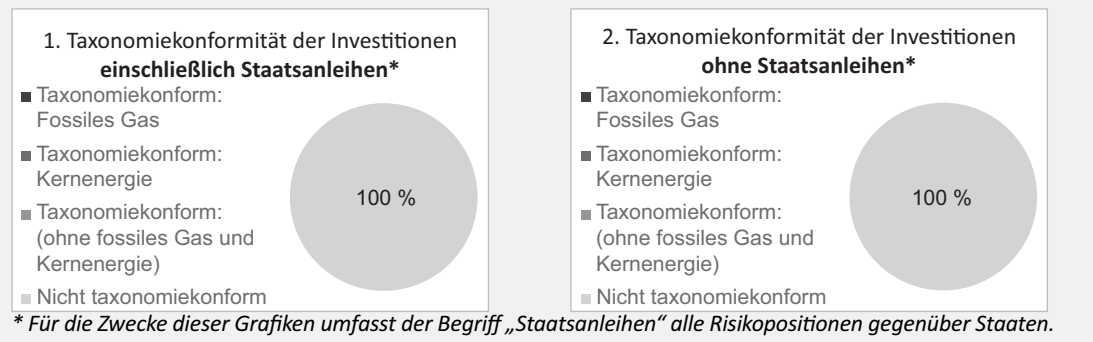 1. Taxonomiekonformität der Investitionen
einschließlich Staatsanleihen*
Taxonomiekonform:
Fossiles Gas
Taxonomiekonform:
Kernenergie
Taxonomiekonform:
(ohne fossiles Gas und
Kernenergie)
Nicht taxonomiekonform
100 %
2. Taxonomiekonformität der Investitionen
ohne Staatsanleihen*
Taxonomiekonform:
Fossiles Gas
Taxonomiekonform:
Kernenergie
Taxonomiekonform:
(ohne fossiles Gas und
Kernenergie)
Nicht taxonomiekonform
100 %
* Für die Zwecke dieser Grafiken umfasst der Begriff „Staatsanleihen“ alle Risikopositionen gegenüber Staaten.